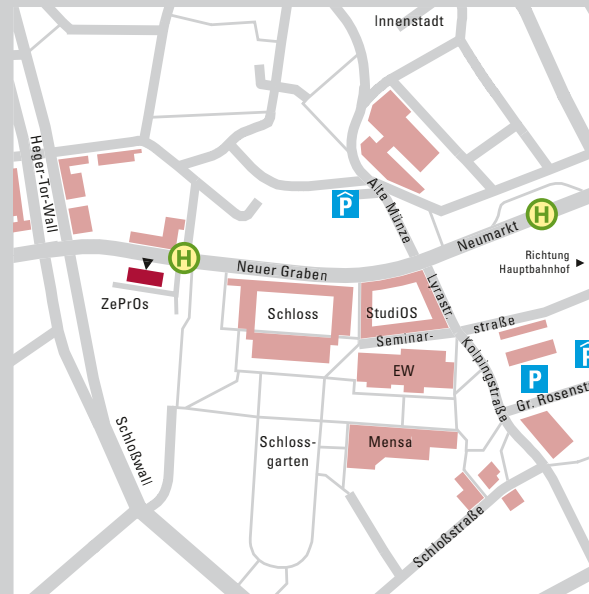 Innenstadt
Heger-Tor-Wall
P
Alte Münze
H
Neumarkt
Richtung
Hauptbahnhof
H
Neuer Graben
ZePrOs
Schloss
StudiOS
Lyrastr.
Seminar-
straße
P
EW
Kolpingstraße
P
Gr. Rosenst
Schloßwall
Schloss-
garten
Mensa
Schloßstraße